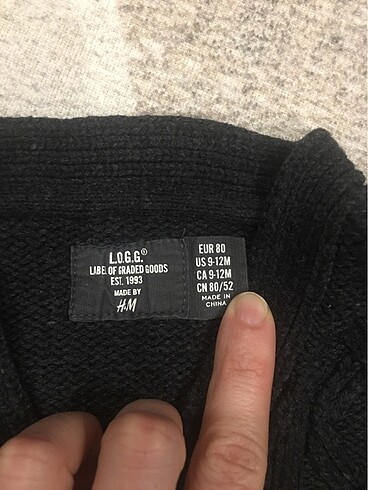 L.O.G.G.®
LABEL OF GRADED GOODS
EST. 1993
MADE BY
H&M
EUR 80
US 9-12M
CA 9-12M
CN 80/52
MADE IN
CHINA